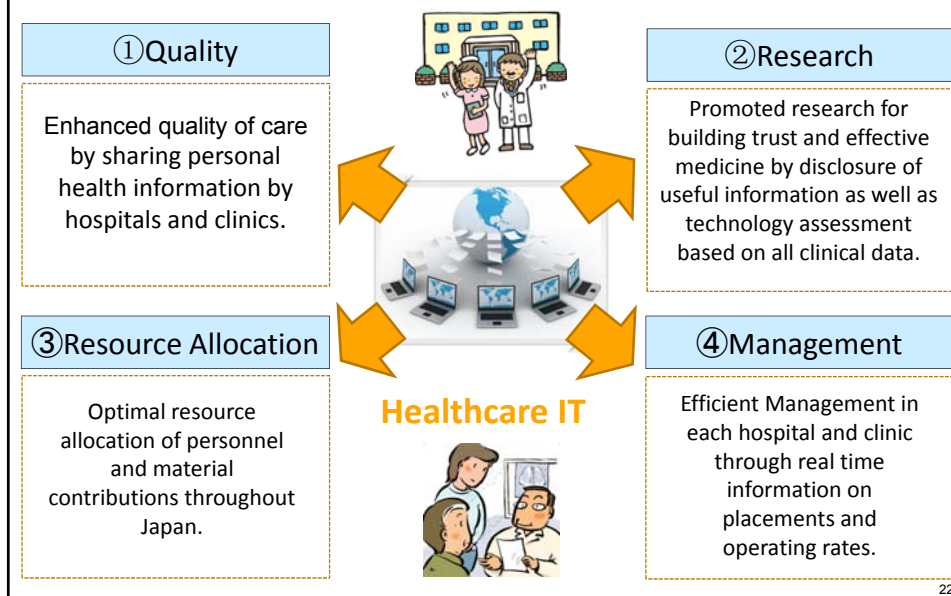 ①Quality
Enhanced quality of care
by sharing personal
health information by
hospitals and clinics.
②Research
Promoted research for
building trust and effective
medicine by disclosure of
useful information as well as
technology assessment
based on all clinical data.
③Resource Allocation
Optimal resource
allocation of personnel
and material
contributions throughout
Japan.
④Management
Efficient Management in
each hospital and clinic
through real time
information on
placements and
operating rates.
Healthcare IT
22